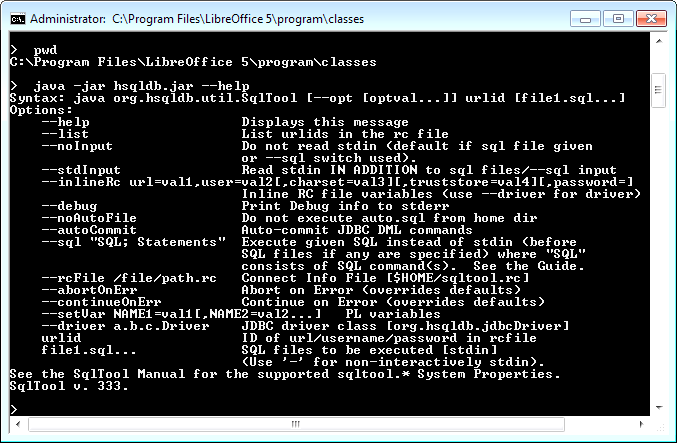 Administrator: C:\Program Files\LibreOffice 5\program\classes
> pwd
C:\Program Files\LibreOffice 5\program\classes
> java -jar hsqldb.jar --help
Syntax: java org.hsqldb.util.SqlTool [--opt [optval...]] urlid [file1.sql...]
Options:
    --help                   Displays this message
    --list                   List urlids in the rc file
    --noInput                Do not read stdin (default if sql file given
                             or --sql switch used).
    --stdInput               Read stdin IN ADDITION to sql files/--sql input
    --inlineRc url=val1,user=val2[,charset=val3][,truststore=val4][,password=]
                             Inline RC file variables (use --driver for driver)
    --debug                  Print Debug info to stderr
    --noAutoFile             Do not execute auto.sql from home dir
    --autoCommit             Auto-commit JDBC DML commands
    --sql "SQL; Statements"  Execute given SQL instead of stdin (before
                             SQL files if any are specified) where "SQL"
                             consists of SQL command(s).  See the Guide.
    --rcFile /file/path.rc   Connect Info File [$HOME/sqltool.rc]
    --abortOnErr             Abort on Error (overrides defaults)
    --continueOnErr          Continue on Error (overrides defaults)
    --setVar NAME1=val1[,NAME2=val2...]   PL variables
    --driver a.b.c.Driver    JDBC driver class [org.hsqldb.jdbcDriver]
    urlid                    ID of url/username/password in rcfile
    file1.sql...             SQL files to be executed [stdin]
                             (Use '-' for non-interactively stdin).
See the SqlTool Manual for the supported sqltool.* System Properties.
SqlTool v. 333.
>